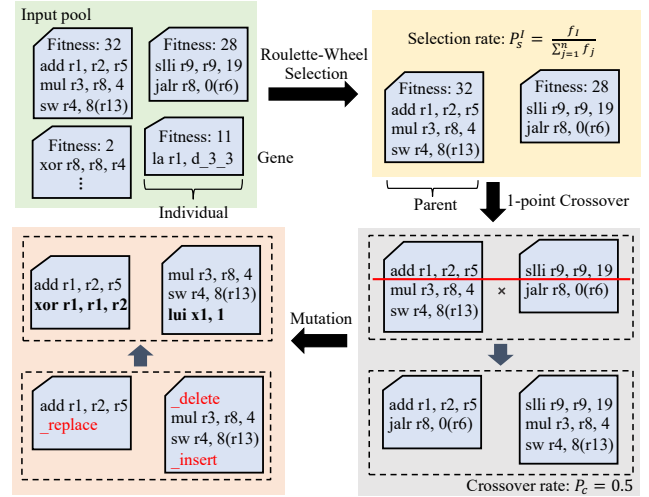 Input pool
Fitness: 32
add r1, r2, r5
mul r3, r8, 4
sw r4, 8(r13)
Fitness: 28
slli r9, r9, 19
jalr r8, 0(r6)
Fitness: 2
xor r8, r8, r4
⋮
Fitness: 11
la r1, d_3_3
Gene
Individual
Roulette-Wheel
Selection
Selection rate: P_s^I = f_I / ∑_{j=1}^n f_j
Fitness: 32
add r1, r2, r5
mul r3, r8, 4
sw r4, 8(r13)
Fitness: 28
slli r9, r9, 19
jalr r8, 0(r6)
Parent
1-point Crossover
add r1, r2, r5
mul r3, r8, 4
sw r4, 8(r13)
×
slli r9, r9, 19
jalr r8, 0(r6)
add r1, r2, r5
jalr r8, 0(r6)
slli r9, r9, 19
mul r3, r8, 4
sw r4, 8(r13)
Crossover rate: P_c = 0.5
Mutation
add r1, r2, r5
xor r1, r1, r2
mul r3, r8, 4
sw r4, 8(r13)
lui x1, 1
add r1, r2, r5
_replace
_delete
mul r3, r8, 4
sw r4, 8(r13)
_insert